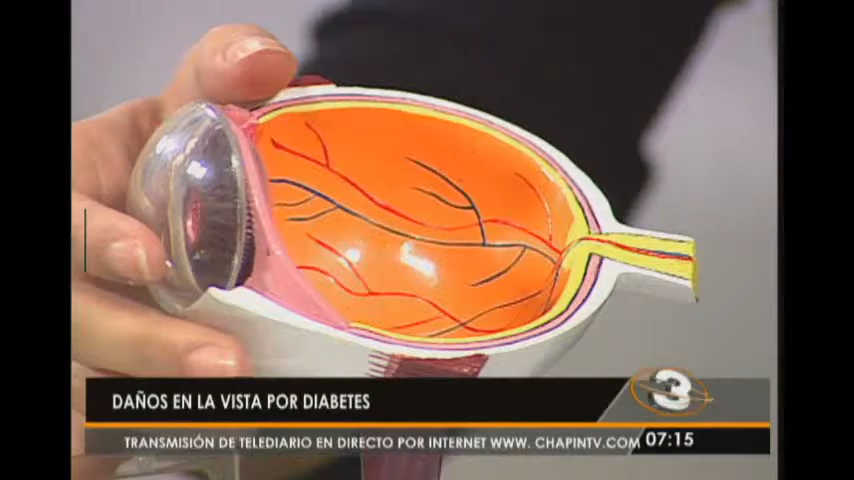 DAÑOS EN LA VISTA POR DIABETES
3
TRANSMISIÓN DE TELEDIARIO EN DIRECTO POR INTERNET WWW. CHAPINTV.COM
07:15